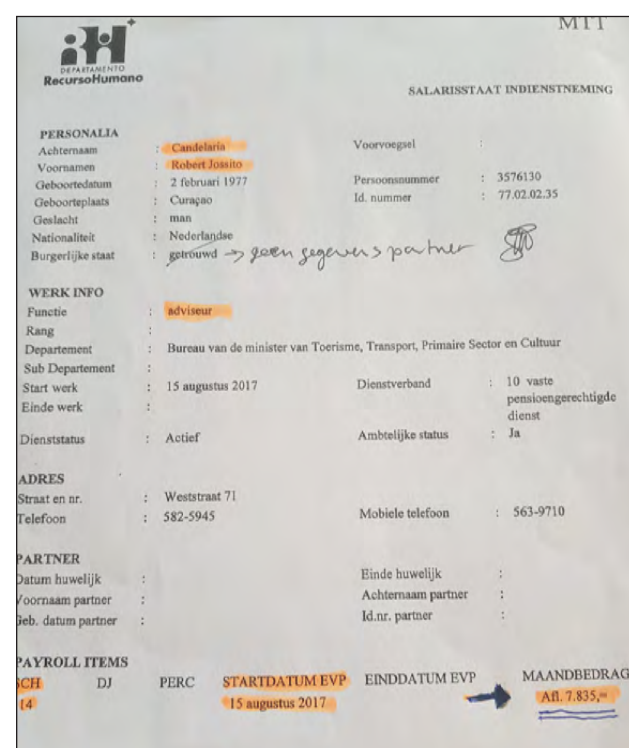 MTT
DEPARTAMENTO
RecursoHumano
SALARISSTAAT INDIENSTNEMING
PERSONALIA
Achternaam : Candelaria Voorvoegsel :
Voornamen : Robert Jossito
Geboortedatum : 2 februari 1977 Persoonsnummer : 3576130
Geboorteplaats : Curaçao Id. nummer : 77.02.02.35
Geslacht : man
Nationaliteit : Nederlandse
Burgerlijke staat : getrouwd → geen gegevens partner
WERK INFO
Functie : adviseur
Rang :
Departement : Bureau van de minister van Toerisme, Transport, Primaire Sector en Cultuur
Sub Departement :
Start werk : 15 augustus 2017 Dienstverband : 10 vaste
pensioengerechtigde
dienst
Einde werk :
Dienststatus : Actief Ambtelijke status : Ja
ADRES
Straat en nr. : Weststraat 71
Telefoon : 582-5945 Mobiele telefoon : 563-9710
PARTNER
Datum huwelijk : Einde huwelijk :
Voornaam partner : Achternaam partner :
Geb. datum partner : Id.nr. partner :
PAYROLL ITEMS
SCH DJ PERC STARTDATUM EVP EINDDATUM EVP MAANDBEDRAG
14 15 augustus 2017 Afl. 7.835,=